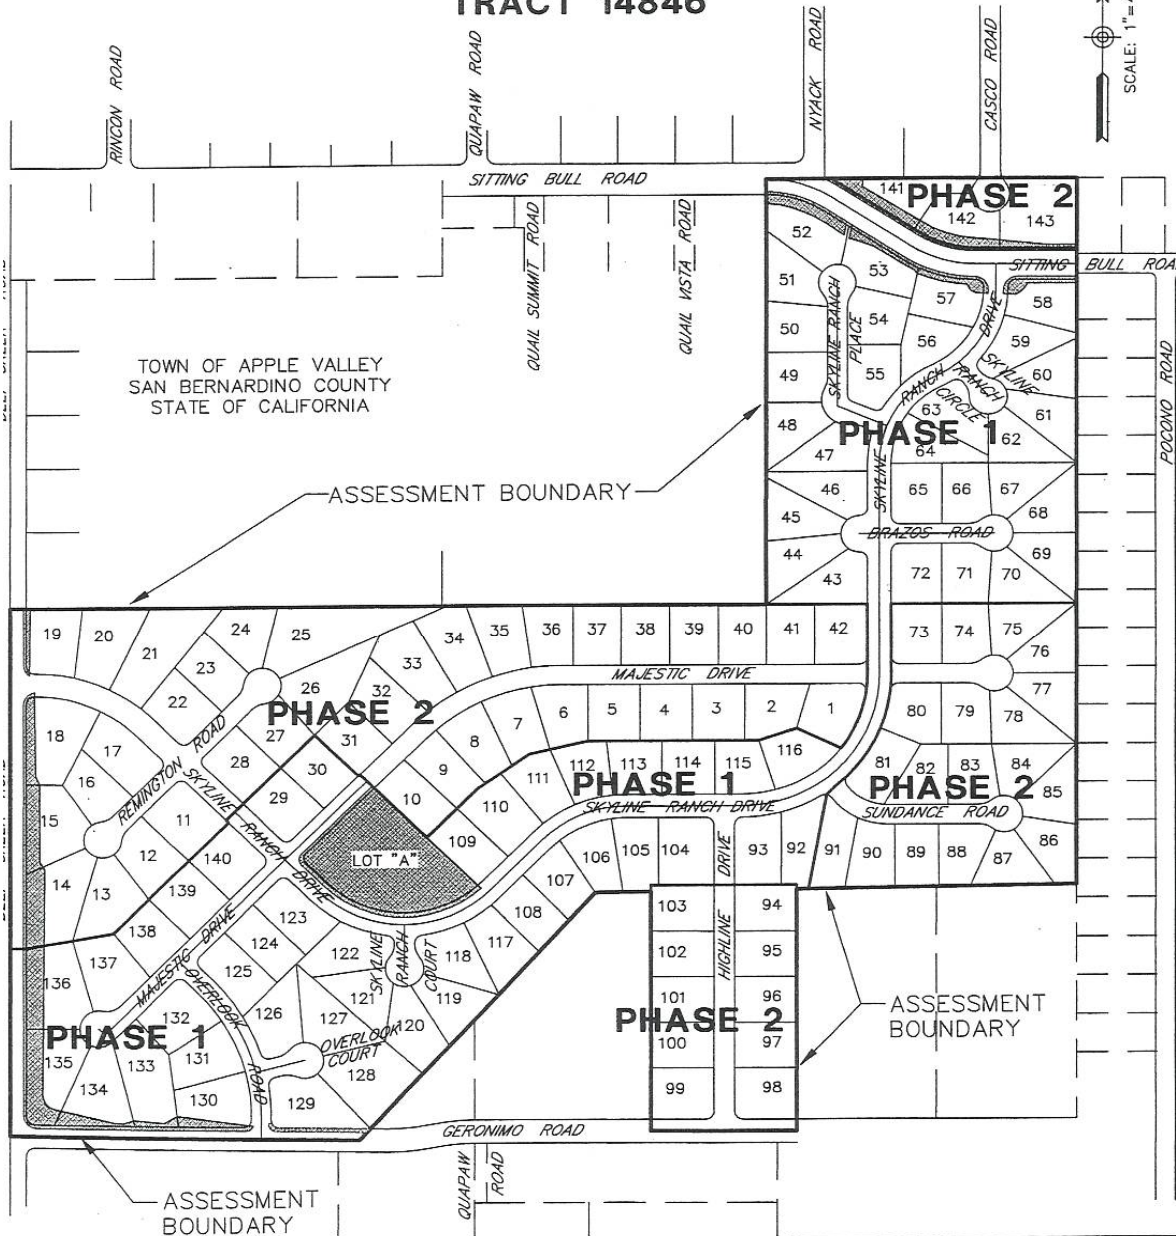 TRACT 14846
RINCON ROAD
QUAPAW ROAD
NYACK ROAD
CASCO ROAD
SCALE: 1"=
SITTING BULL ROAD
QUAIL SUMMIT ROAD
QUAIL VISTA ROAD
TOWN OF APPLE VALLEY
SAN BERNARDINO COUNTY
STATE OF CALIFORNIA
ASSESSMENT BOUNDARY
PHASE 2
141
142
143
SITTING BULL ROA
POCONO ROAD
52
51
50
49
48
47
46
45
44
43
53
54
55
56
57
58
59
60
61
62
63
64
65
66
67
68
69
70
71
72
SKYLINE RANCH
PLACE
SKYLINE RANCH DRIVE
SKYLINE
RANCH
CIRCLE
PHASE 1
BRAZOS ROAD
19
20
21
22
23
24
25
26
27
28
29
30
31
32
33
34
35
36
37
38
39
40
41
42
73
74
75
76
77
78
79
80
MAJESTIC DRIVE
PHASE 2
REMINGTON ROAD
SKYLINE RANCH DRIVE
18
17
16
15
14
13
12
11
10
9
8
7
6
5
4
3
2
1
140
139
138
137
136
135
134
133
132
131
130
129
128
127
126
125
124
123
122
121
120
119
118
117
116
115
114
113
112
111
110
109
108
107
106
105
104
PHASE 1
SKYLINE RANCH DRIVE
LOT "A"
81
82
83
84
85
86
87
88
89
90
91
92
93
PHASE 2
SUNDANCE ROAD
HIGHLINE DRIVE
103
102
101
100
99
94
95
96
97
98
PHASE 2
ASSESSMENT
BOUNDARY
MAJESTIC DRIVE
OVERLOOK ROAD
SKYLINE
RANCH
COURT
OVERLOOK
COURT
PHASE 1
GERONIMO ROAD
QUAPAW
ROAD
ASSESSMENT
BOUNDARY